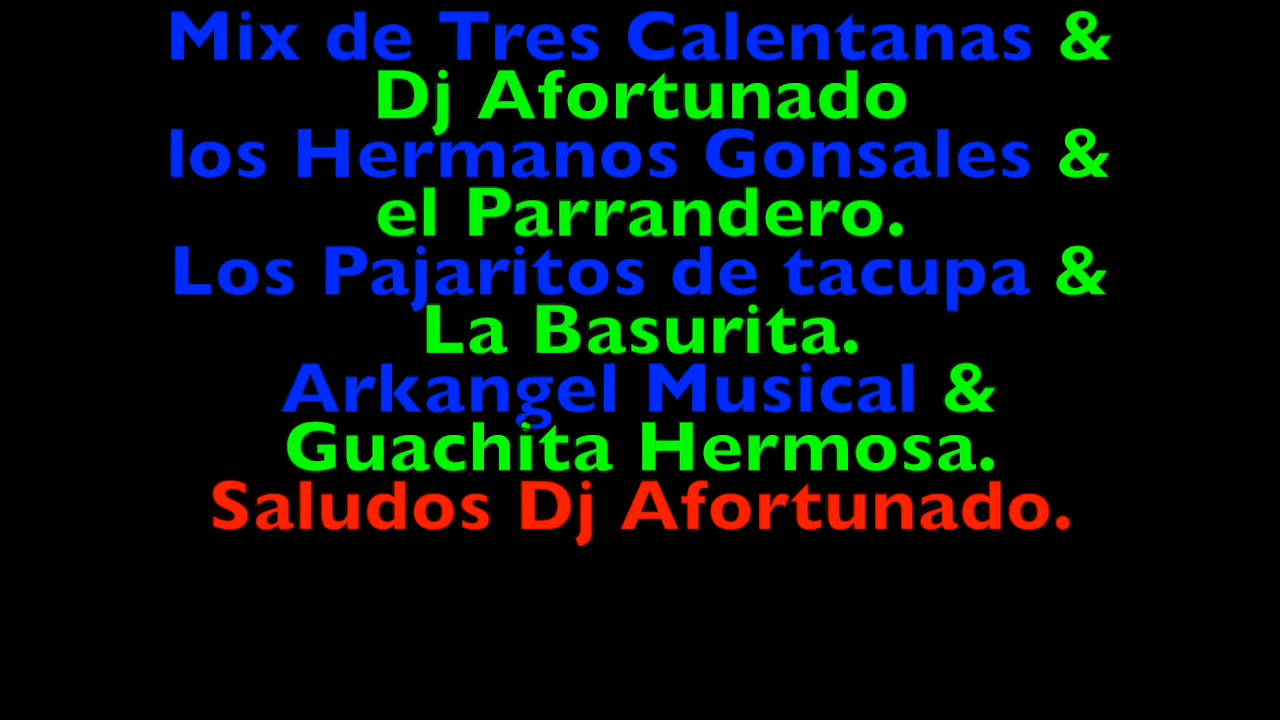 Mix de Tres Calentanas &
Dj Afortunado
los Hermanos Gonsales &
el Parrandero.
Los Pajaritos de tacupa &
La Basurita.
Arkangel Musical &
Guachita Hermosa.
Saludos Dj Afortunado.